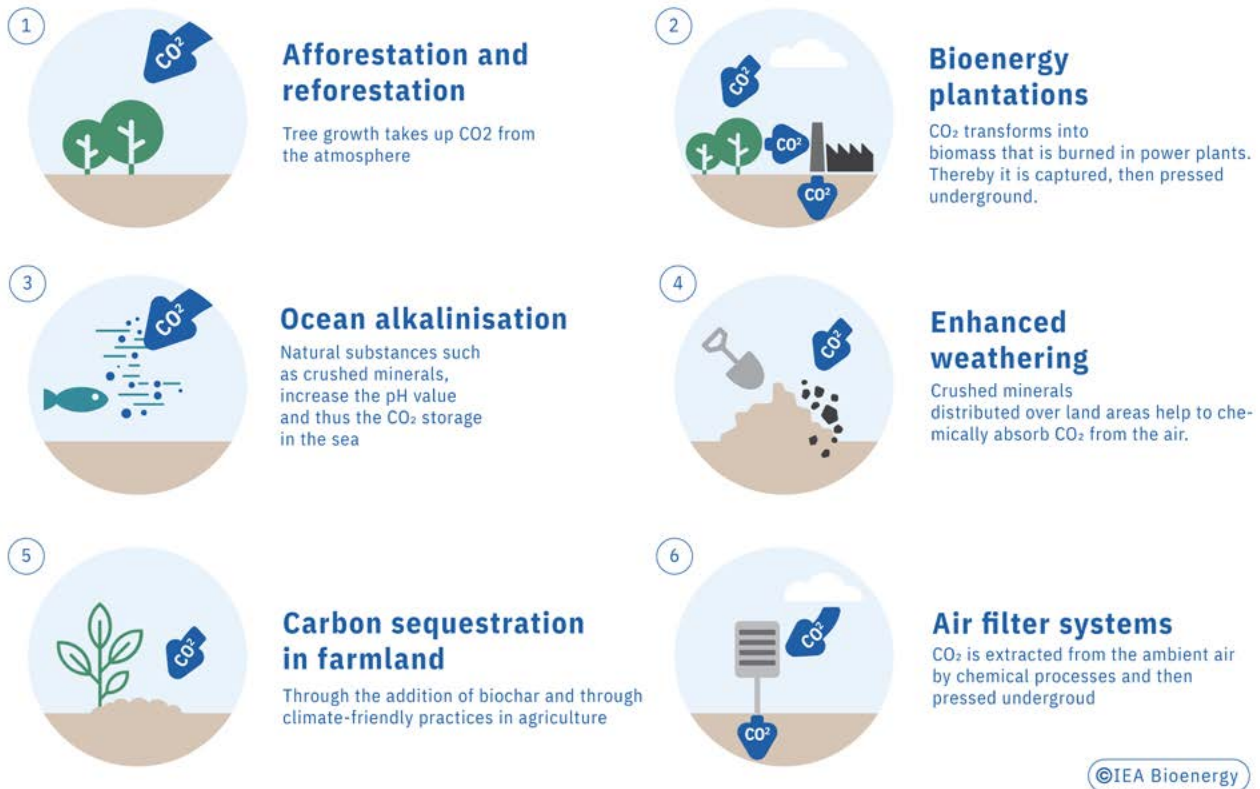 1
CO²
Afforestation and
reforestation
Tree growth takes up CO2 from
the atmosphere
2
CO²
CO²
CO²
Bioenergy
plantations
CO₂ transforms into
biomass that is burned in power plants.
Thereby it is captured, then pressed
underground.
3
CO²
Ocean alkalinisation
Natural substances such
as crushed minerals,
increase the pH value
and thus the CO₂ storage
in the sea
4
CO²
Enhanced
weathering
Crushed minerals
distributed over land areas help to che-
mically absorb CO₂ from the air.
5
CO²
Carbon sequestration
in farmland
Through the addition of biochar and through
climate-friendly practices in agriculture
6
CO²
CO²
Air filter systems
CO₂ is extracted from the ambient air
by chemical processes and then
pressed undergroud
©IEA Bioenergy